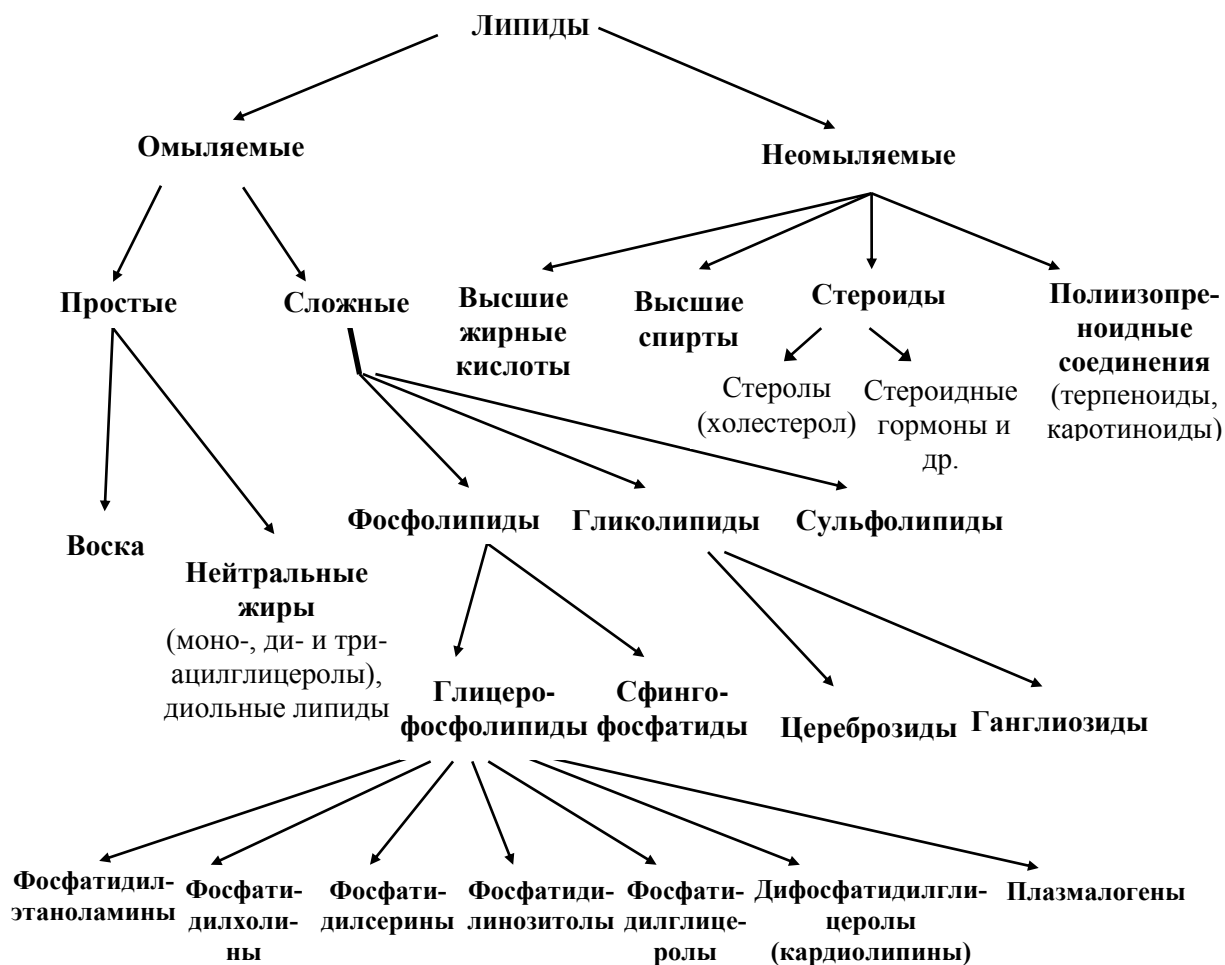 Липиды
Омыляемые
Неомыляемые
Простые
Сложные
Высшие
жирные
кислоты
Высшие
спирты
Стероиды
Полиизопре-
ноидные
соединения
(терпеноиды,
каротиноиды)
Стеролы
(холестерол)
Стероидные
гормоны и
др.
Воска
Нейтральные
жиры
(моно-, ди- и три-
ацилглицеролы),
диольные липиды
Фосфолипиды
Гликолипиды
Сульфолипиды
Глицеро-
фосфолипиды
Сфинго-
фосфатиды
Цереброзиды
Ганглиозиды
Фосфатидил-
этаноламины
Фосфати-
дилхоли-
ны
Фосфати-
дилсерины
Фосфатиди-
линозитолы
Фосфати-
дилглице-
ролы
Дифосфатидилгли-
церолы
(кардиолипины)
Плазмалогены